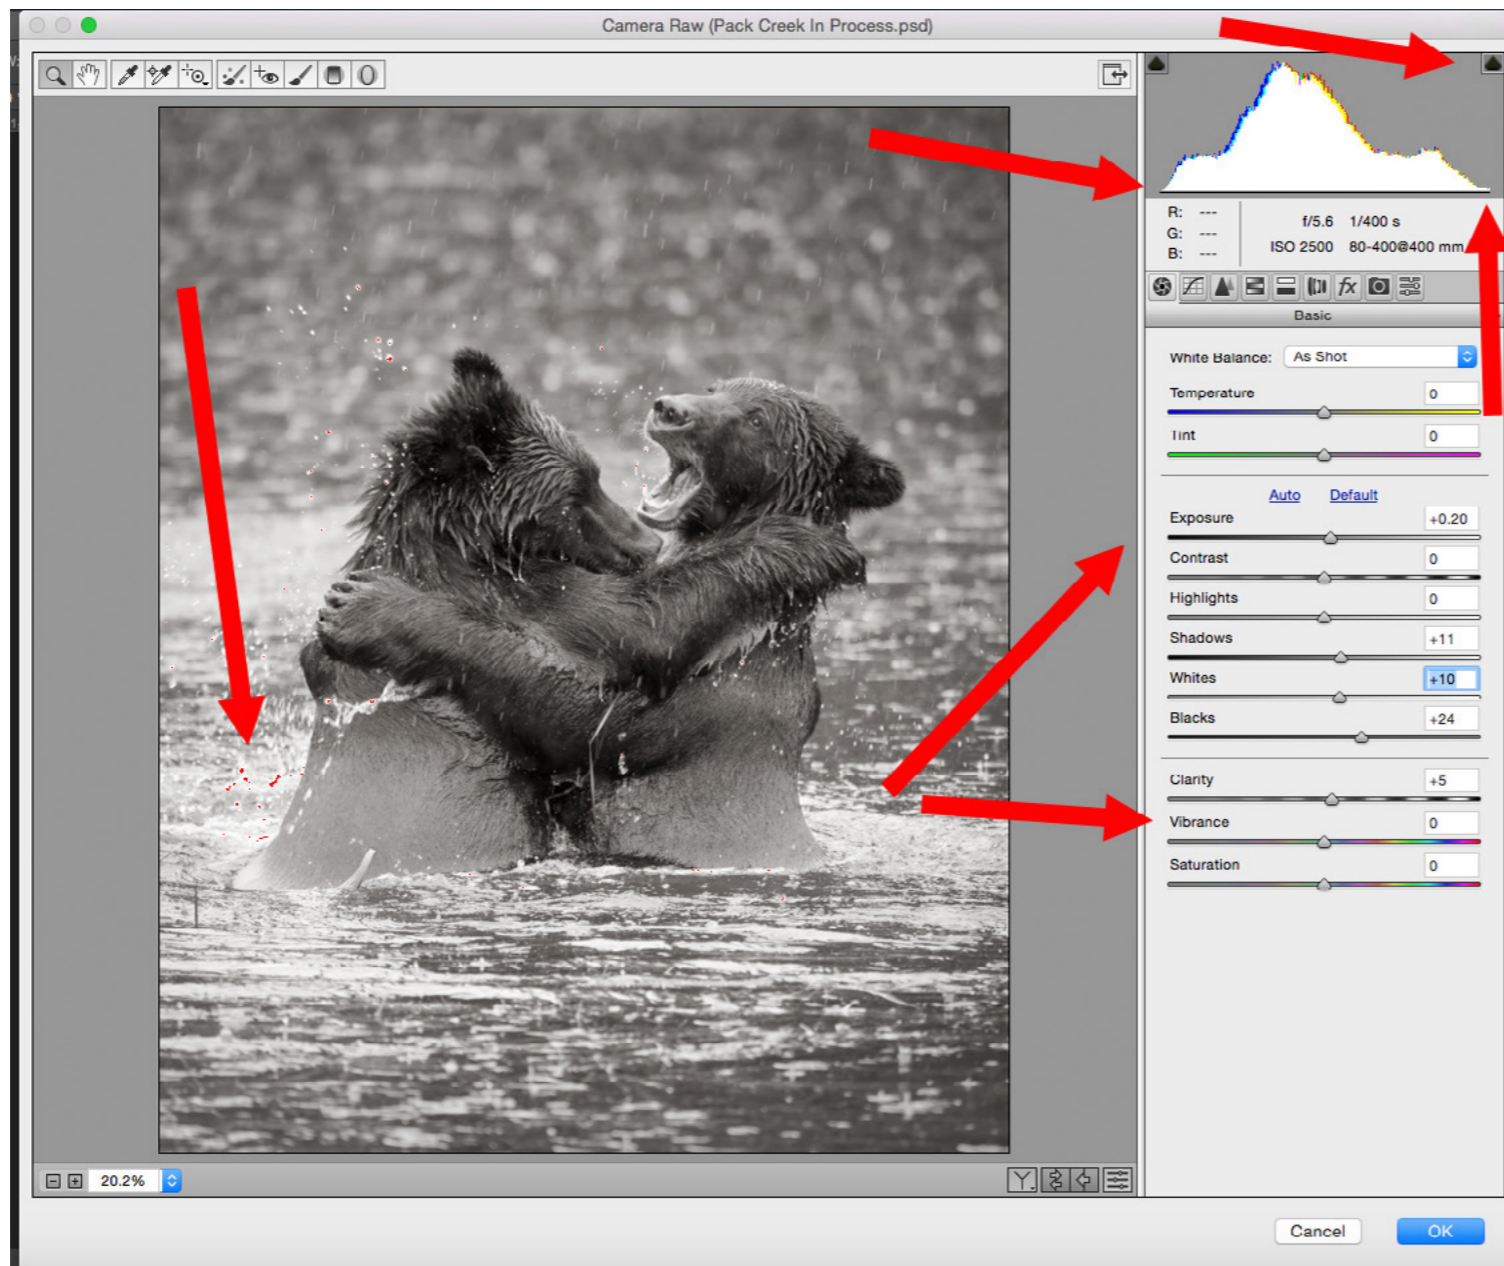 Camera Raw (Pack Creek In Process.psd)
R: ---
G: ---
B: ---
f/5.6 1/400 s
ISO 2500 80-400@400 mm
fx
Basic
White Balance: As Shot
Temperature 0
Tint 0
Auto Default
Exposure +0.20
Contrast 0
Highlights 0
Shadows +11
Whites +10
Blacks +24
Clarity +5
Vibrance 0
Saturation 0
20.2%
Y
Cancel OK